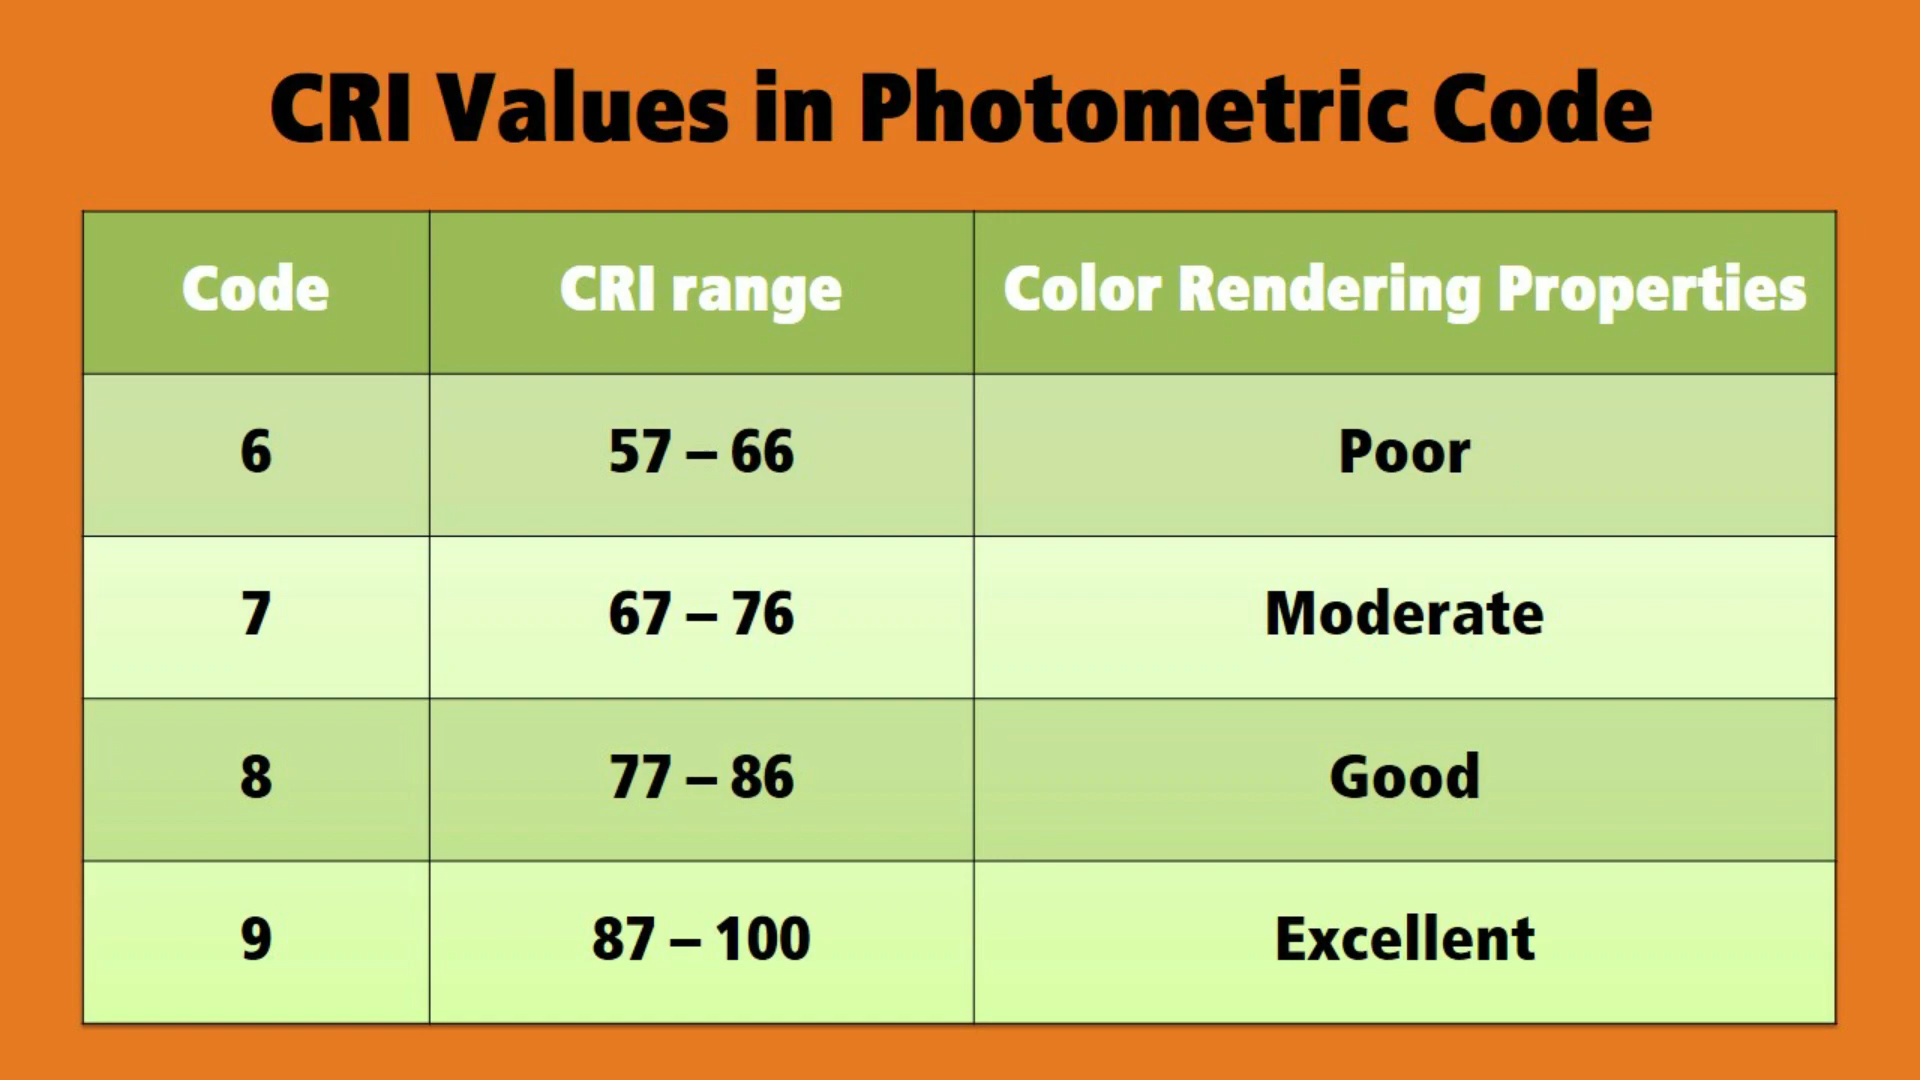 CRI Values in Photometric Code
Code CRI range Color Rendering Properties
6 57 – 66 Poor
7 67 – 76 Moderate
8 77 – 86 Good
9 87 – 100 Excellent